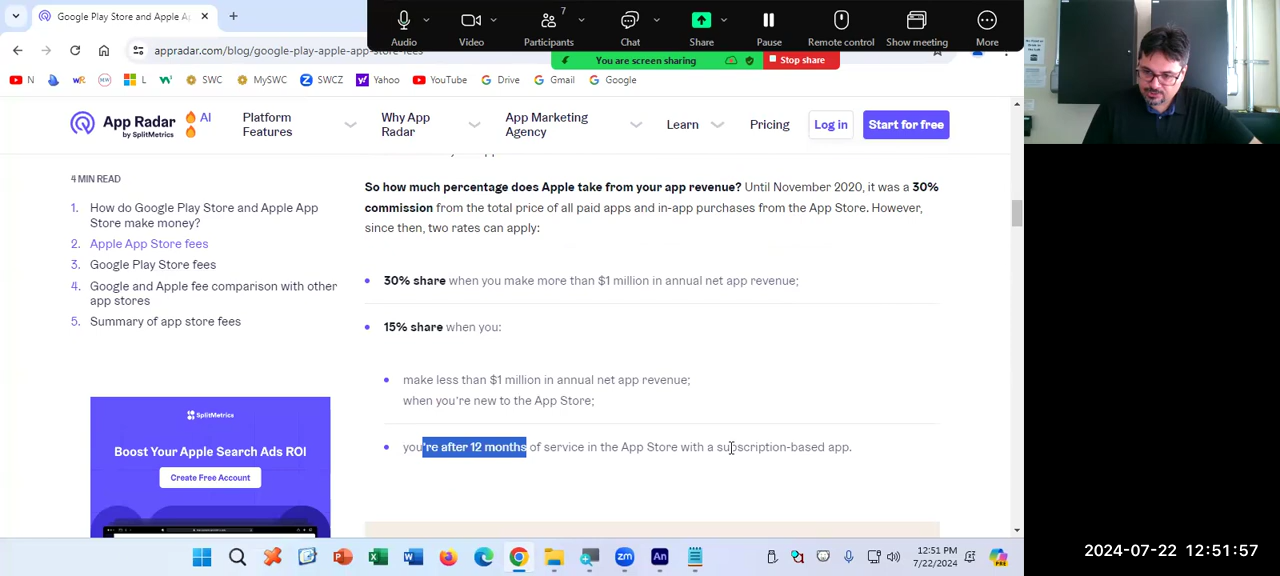 Google Play Store and Apple A
Audio
Video
7
Participants
Chat
Share
Pause
Remote control
Show meeting
More
appradar.com/blog/google-play-apple-app-store-fees
You are screen sharing
Stop share
N
wR
L
SWC
MySWC
SWCZ
Yahoo
YouTube
Drive
Gmail
Google
App Radar
by SplitMetrics
AI
Platform
Features
Why App
Radar
App Marketing
Agency
Learn
Pricing
Log in
Start for free
4 MIN READ
1. How do Google Play Store and Apple App
Store make money?
2. Apple App Store fees
3. Google Play Store fees
4. Google and Apple fee comparison with other
app stores
5. Summary of app store fees
SplitMetrics
Boost Your Apple Search Ads ROI
Create Free Account
So how much percentage does Apple take from your app revenue? Until November 2020, it was a 30%
commission from the total price of all paid apps and in-app purchases from the App Store. However,
since then, two rates can apply:
30% share when you make more than $1 million in annual net app revenue;
15% share when you:
make less than $1 million in annual net app revenue;
when you're new to the App Store;
you're after 12 months of service in the App Store with a subscription-based app.
12:51 PM
7/22/2024
2024-07-22 12:51:57